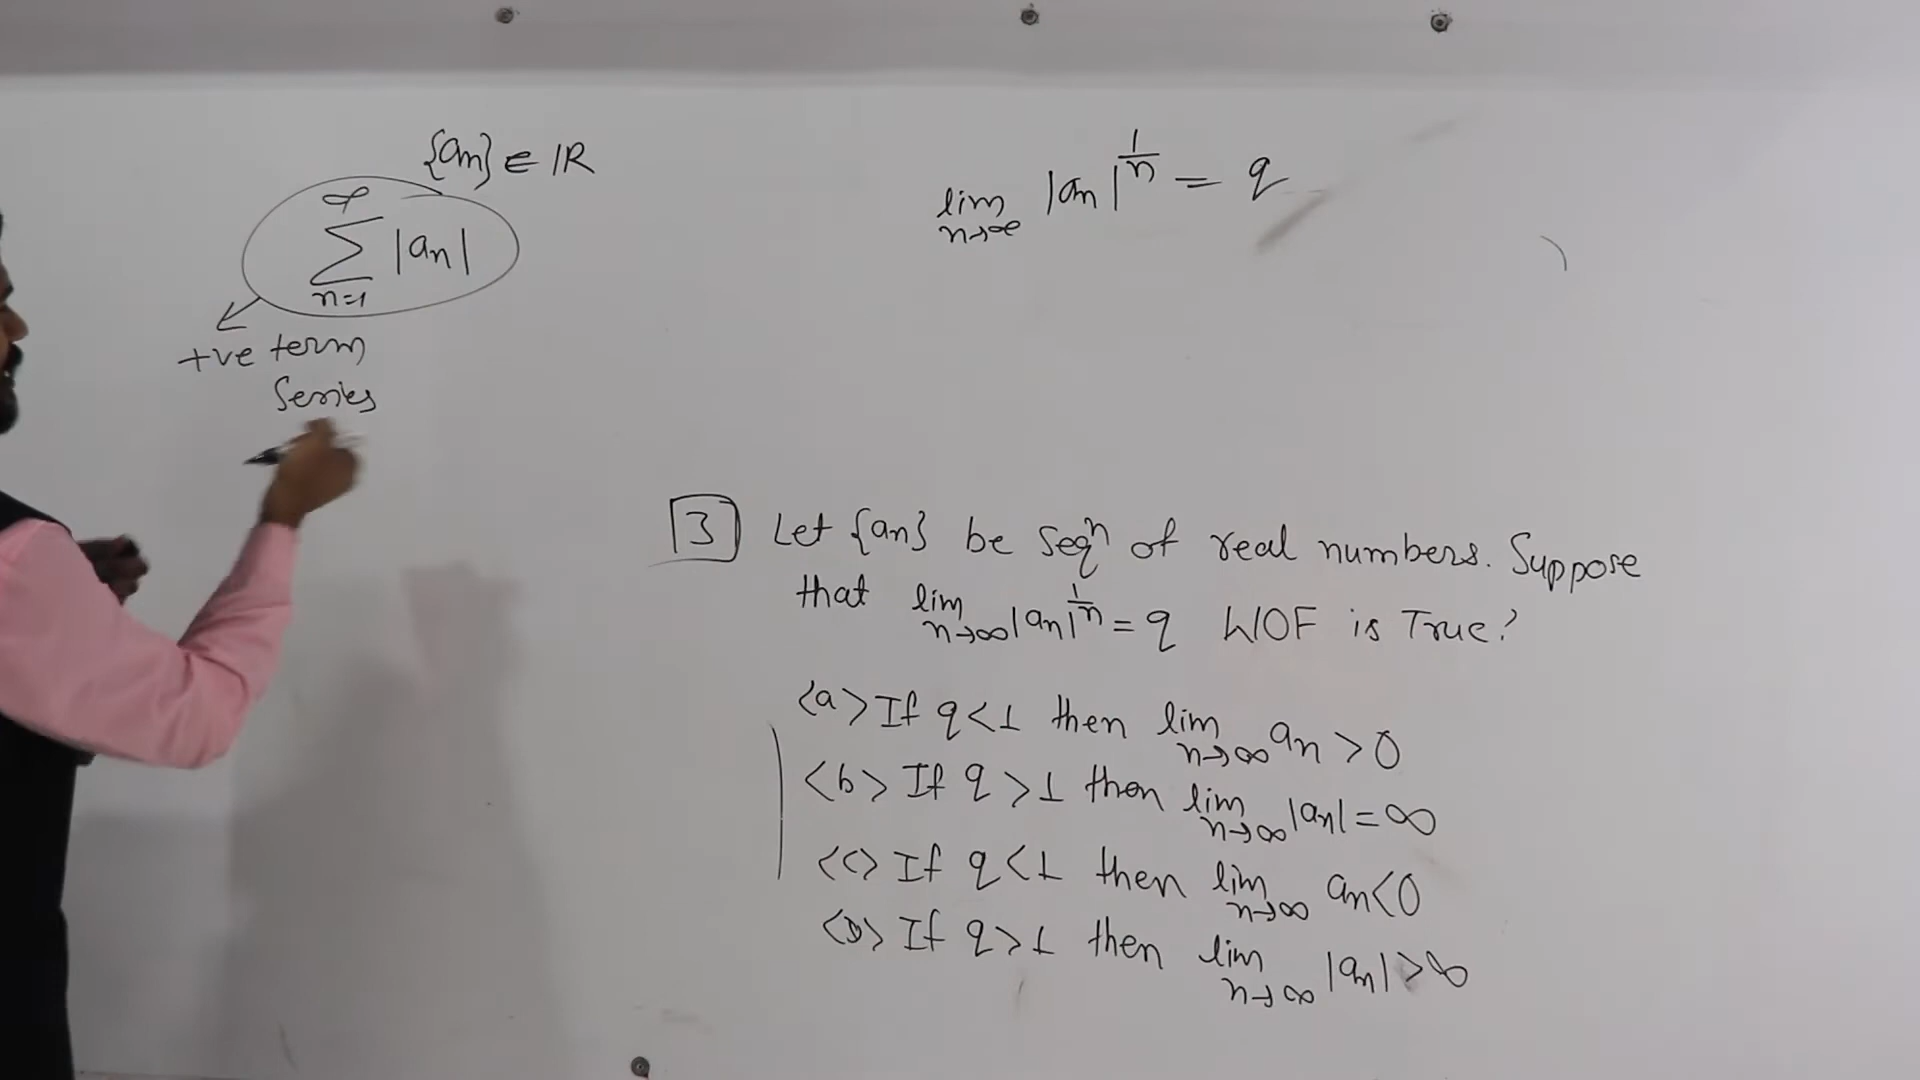 {an} ∈ IR
∞
∑ |an|
n=1
+ve term
Series
lim |an|^1/n = q
n→∞
3 Let {an} be seqn of real numbers. Suppose
that lim n→∞ |an|^1/n = q WOF is True?
<a> If q<1 then lim n→∞ an > 0
<b> If q>1 then lim n→∞ |an| = ∞
<c> If q<1 then lim n→∞ an<0
<D> If q>1 then lim n→∞ |an| > ∞